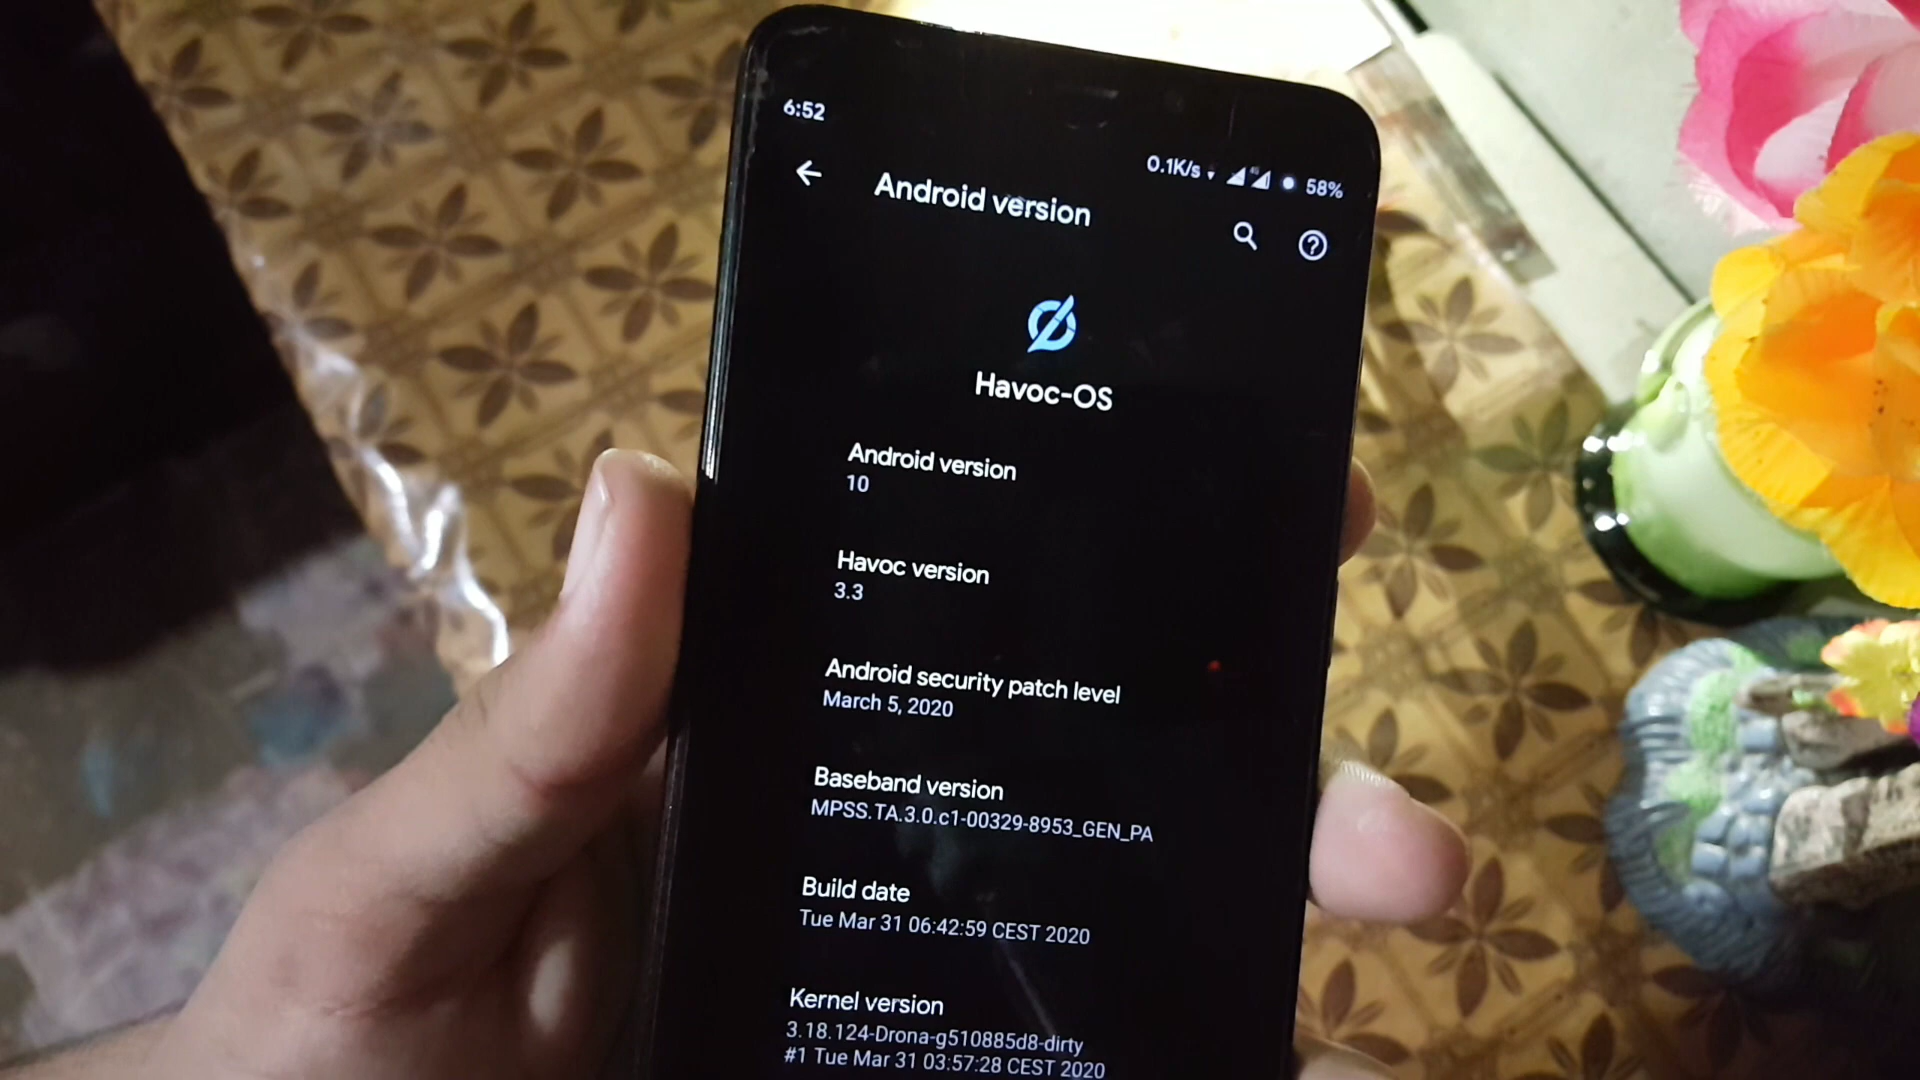 6:52
0.1K/s 58%
Android version
Havoc-OS
Android version
10
Havoc version
3.3
Android security patch level
March 5, 2020
Baseband version
MPSS.TA.3.0.c1-00329-8953_GEN_PA
Build date
Tue Mar 31 06:42:59 CEST 2020
Kernel version
3.18.124-Drona-g510885d8-dirty
#1 Tue Mar 31 03:57:28 CEST 2020